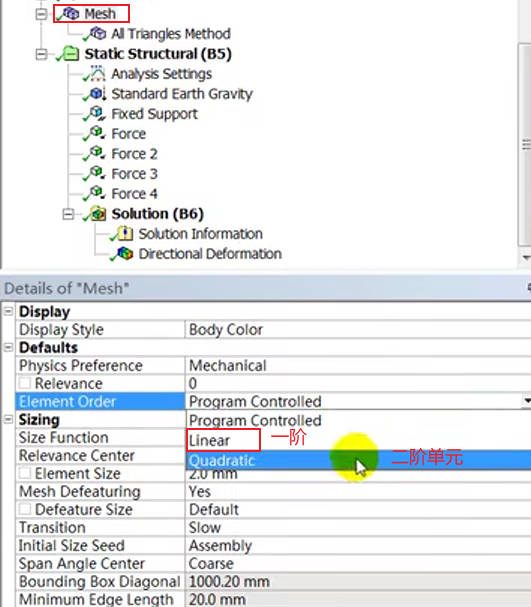 Mesh
All Triangles Method
Static Structural (B5)
Analysis Settings
Standard Earth Gravity
Fixed Support
Force
Force 2
Force 3
Force 4
Solution (B6)
Solution Information
Directional Deformation
Details of "Mesh"
Display
Display Style Body Color
Defaults
Physics Preference Mechanical
Relevance 0
Element Order Program Controlled
Sizing Program Controlled
Size Function Linear 一阶
Relevance Center Quadratic 二阶单元
Element Size 2.0 mm
Mesh Defeaturing Yes
Defeature Size Default
Transition Slow
Initial Size Seed Assembly
Span Angle Center Coarse
Bounding Box Diagonal 1000.20 mm
Minimum Edge Length 20.0 mm